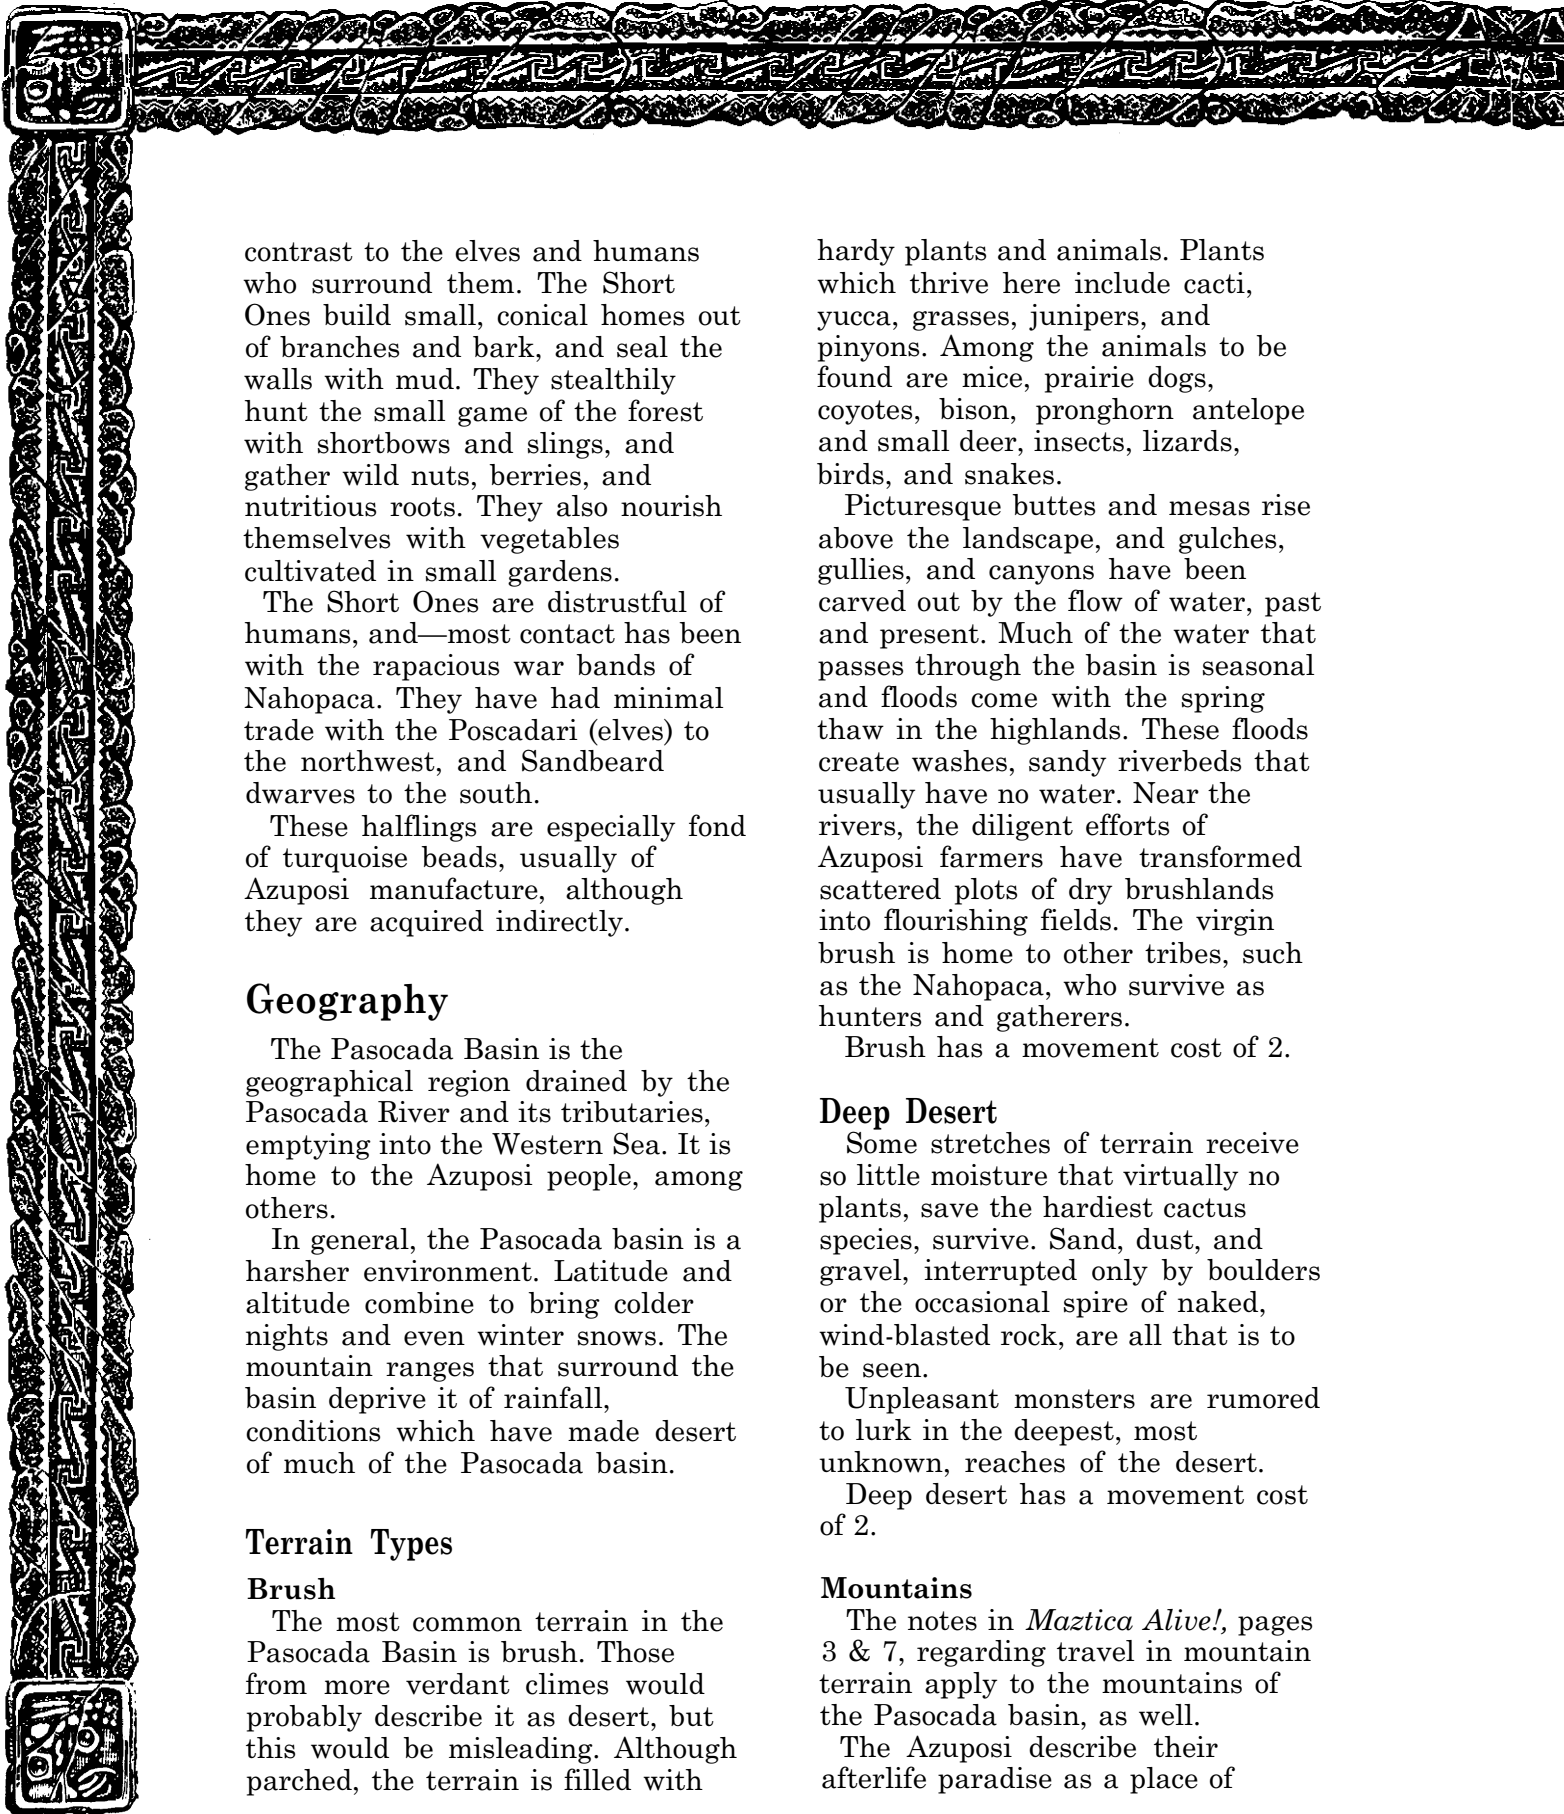 contrast to the elves and humans
who surround them. The Short
Ones build small, conical homes out
of branches and bark, and seal the
walls with mud. They stealthily
hunt the small game of the forest
with shortbows and slings, and
gather wild nuts, berries, and
nutritious roots. They also nourish
themselves with vegetables
cultivated in small gardens.
The Short Ones are distrustful of
humans, and—most contact has been
with the rapacious war bands of
Nahopaca. They have had minimal
trade with the Poscadari (elves) to
the northwest, and Sandbeard
dwarves to the south.
These halflings are especially fond
of turquoise beads, usually of
Azuposi manufacture, although
they are acquired indirectly.
Geography
The Pasocada Basin is the
geographical region drained by the
Pasocada River and its tributaries,
emptying into the Western Sea. It is
home to the Azuposi people, among
others.
In general, the Pasocada basin is a
harsher environment. Latitude and
altitude combine to bring colder
nights and even winter snows. The
mountain ranges that surround the
basin deprive it of rainfall,
conditions which have made desert
of much of the Pasocada basin.
Terrain Types
Brush
The most common terrain in the
Pasocada Basin is brush. Those
from more verdant climes would
probably describe it as desert, but
this would be misleading. Although
parched, the terrain is filled with
hardy plants and animals. Plants
which thrive here include cacti,
yucca, grasses, junipers, and
pinyons. Among the animals to be
found are mice, prairie dogs,
coyotes, bison, pronghorn antelope
and small deer, insects, lizards,
birds, and snakes.
Picturesque buttes and mesas rise
above the landscape, and gulches,
gullies, and canyons have been
carved out by the flow of water, past
and present. Much of the water that
passes through the basin is seasonal
and floods come with the spring
thaw in the highlands. These floods
create washes, sandy riverbeds that
usually have no water. Near the
rivers, the diligent efforts of
Azuposi farmers have transformed
scattered plots of dry brushlands
into flourishing fields. The virgin
brush is home to other tribes, such
as the Nahopaca, who survive as
hunters and gatherers.
Brush has a movement cost of 2.
Deep Desert
Some stretches of terrain receive
so little moisture that virtually no
plants, save the hardiest cactus
species, survive. Sand, dust, and
gravel, interrupted only by boulders
or the occasional spire of naked,
wind-blasted rock, are all that is to
be seen.
Unpleasant monsters are rumored
to lurk in the deepest, most
unknown, reaches of the desert.
Deep desert has a movement cost
of 2.
Mountains
The notes in Maztica Alive!, pages
3 & 7, regarding travel in mountain
terrain apply to the mountains of
the Pasocada basin, as well.
The Azuposi describe their
afterlife paradise as a place of